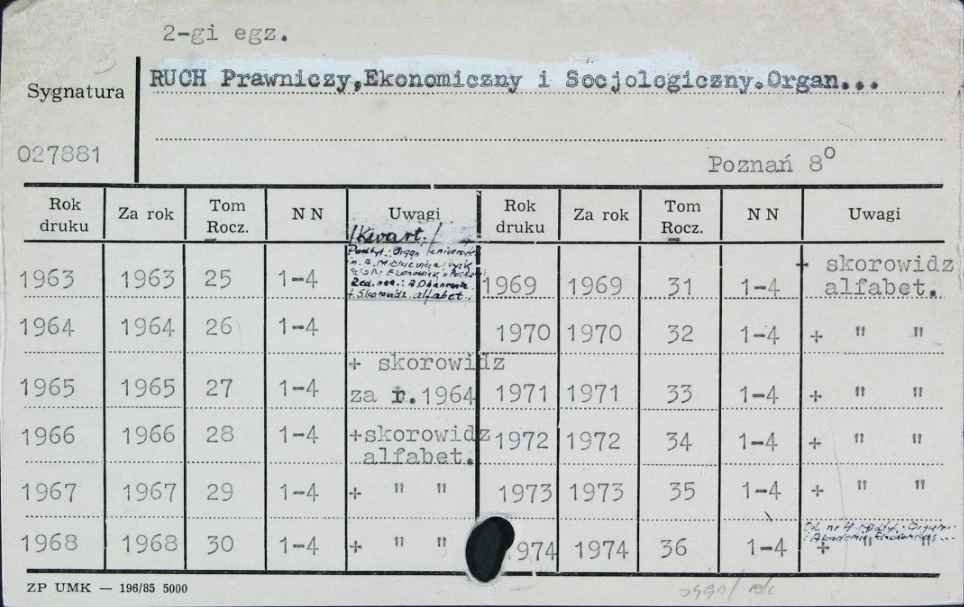 2-gi egz.
RUCH Prawniczy,Ekonomiczny i Socjologiczny.Organ...
Sygnatura
027881
Poznań 8⁰
Rok druku Za rok Tom Rocz. N N Uwagi Rok druku Za rok Tom Rocz. N N Uwagi
/Kwart./
1963 1963 25 1-4
+ Skorowidz alfabet.
1969 1969 31 1-4 + skorowidz alfabet.
1964 1964 26 1-4
1970 1970 32 1-4 + " "
1965 1965 27 1-4 + skorowidz za r.1964
1971 1971 33 1-4 + " "
1966 1966 28 1-4 +skorowidz alfabet.
1972 1972 34 1-4 + " "
1967 1967 29 1-4 + " "
1973 1973 35 1-4 + " "
1968 1968 30 1-4 + " "
1974 1974 36 1-4 + " "
ZP UMK — 196/85 5000